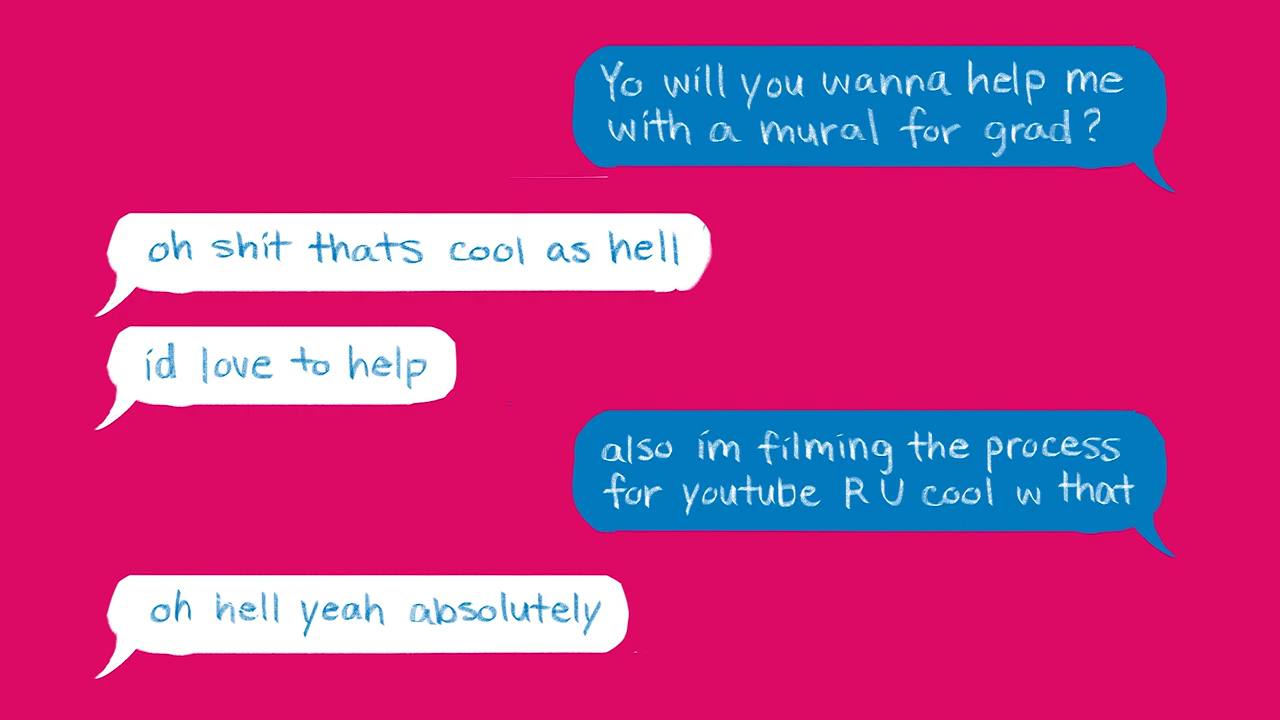 Yo will you wanna help me
with a mural for grad?
oh shit thats cool as hell
id love to help
also im filming the process
for youtube R U cool w that
oh hell yeah absolutely